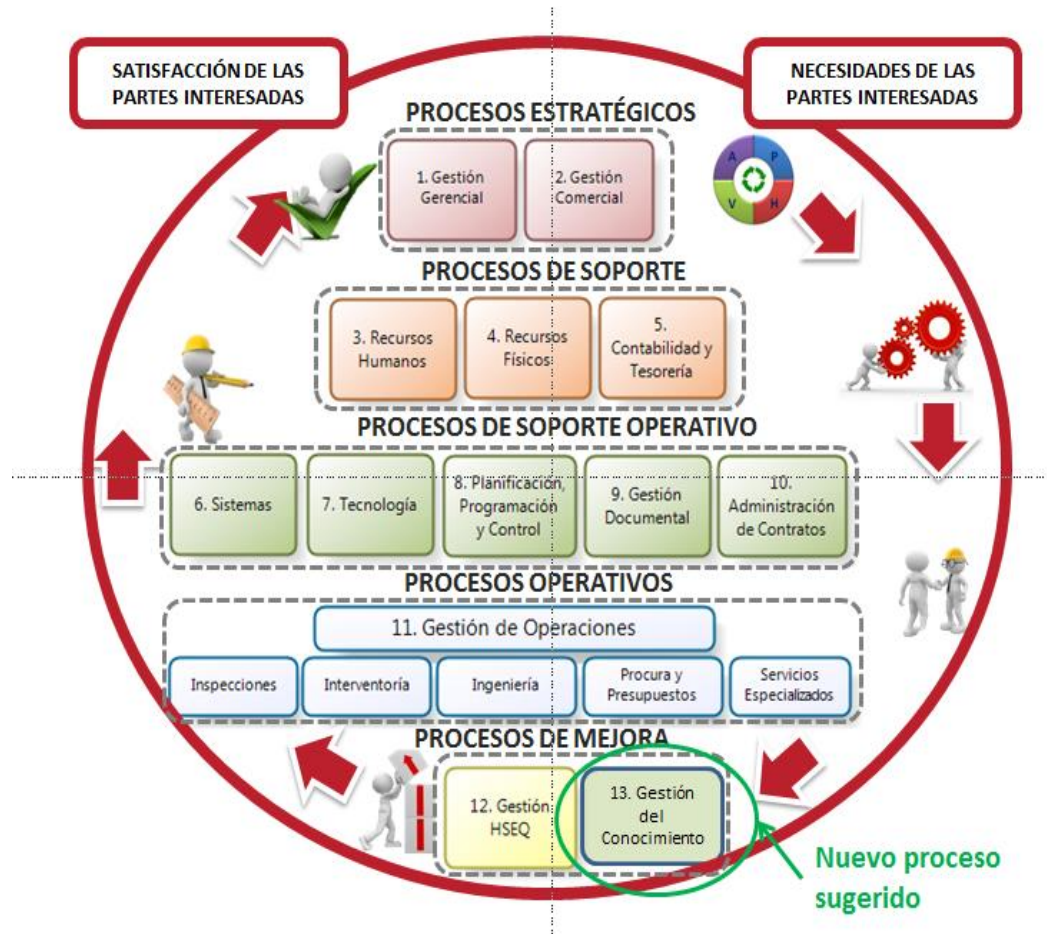 SATISFACCIÓN DE LAS
PARTES INTERESADAS
NECESIDADES DE LAS
PARTES INTERESADAS
PROCESOS ESTRATÉGICOS
1. Gestión
Gerencial
2. Gestión
Comercial
A
P
V
H
PROCESOS DE SOPORTE
3. Recursos
Humanos
4. Recursos
Físicos
5.
Contabilidad y
Tesorería
PROCESOS DE SOPORTE OPERATIVO
6. Sistemas
7. Tecnología
8. Planificación,
Programación
y Control
9. Gestión
Documental
10.
Administración
de Contratos
PROCESOS OPERATIVOS
11. Gestión de Operaciones
Inspecciones
Interventoría
Ingeniería
Procura y
Presupuestos
Servicios
Especializados
PROCESOS DE MEJORA
12. Gestión
HSEQ
13. Gestión
del
Conocimiento
Nuevo proceso
sugerido